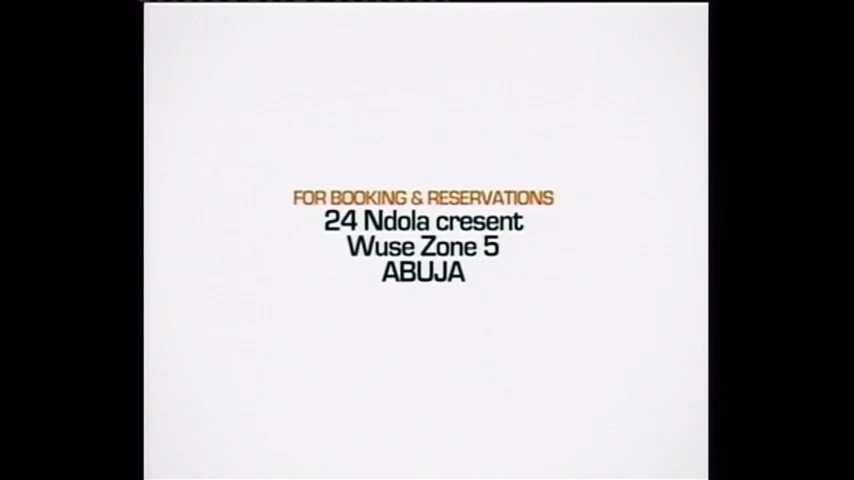 FOR BOOKING & RESERVATIONS
24 Ndola cresent
Wuse Zone 5
ABUJA